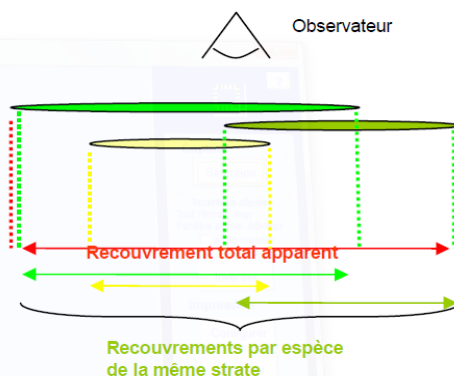 Observateur
Recouvrement total apparent
Recouvrements par espèce
de la même strate